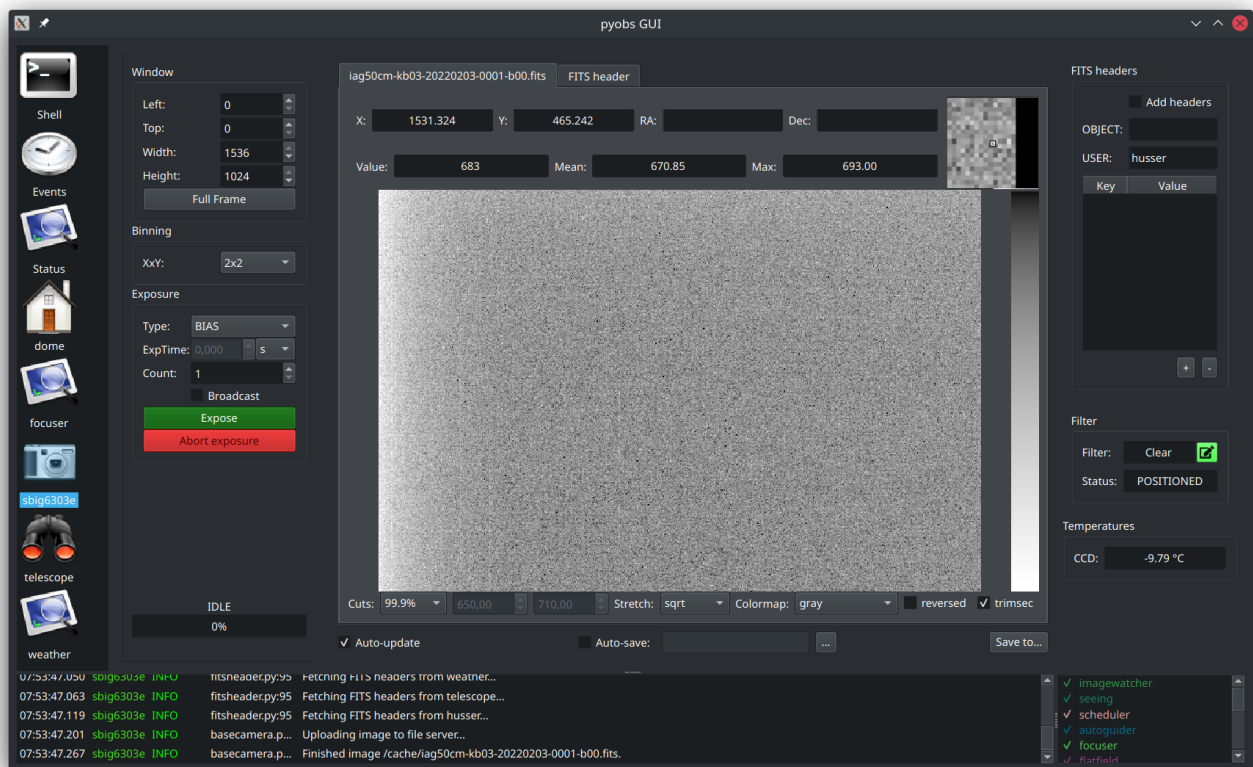 pyobs GUI
Shell
Events
Status
dome
focuser
sbig6303e
telescope
weather
Window
Left: 0
Top: 0
Width: 1536
Height: 1024
Full Frame
Binning
XxY: 2x2
Exposure
Type: BIAS
ExpTime: 0,000 s
Count: 1
Broadcast
Expose
Abort exposure
IDLE
0%
iag50cm-kb03-20220203-0001-b00.fits FITS header
X: 1531.324 Y: 465.242 RA: Dec:
Value: 683 Mean: 670.85 Max: 693.00
Cuts: 99.9% 650,00 710,00 Stretch: sqrt Colormap: gray reversed trimsec
Auto-update Auto-save: ... Save to...
FITS headers
Add headers
OBJECT:
USER: husser
Key Value
+ -
Filter
Filter: Clear
Status: POSITIONED
Temperatures
CCD: -9.79 °C
07:53:47.050 sbig6303e INFO fitsheader.py:95 Fetching FITS headers from weather...
07:53:47.063 sbig6303e INFO fitsheader.py:95 Fetching FITS headers from telescope...
07:53:47.119 sbig6303e INFO fitsheader.py:95 Fetching FITS headers from husser...
07:53:47.201 sbig6303e INFO basecamera.p... Uploading image to file server...
07:53:47.267 sbig6303e INFO basecamera.p... Finished image /cache/iag50cm-kb03-20220203-0001-b00.fits.
imagewatcher
seeing
scheduler
autoguider
focuser
flatfield